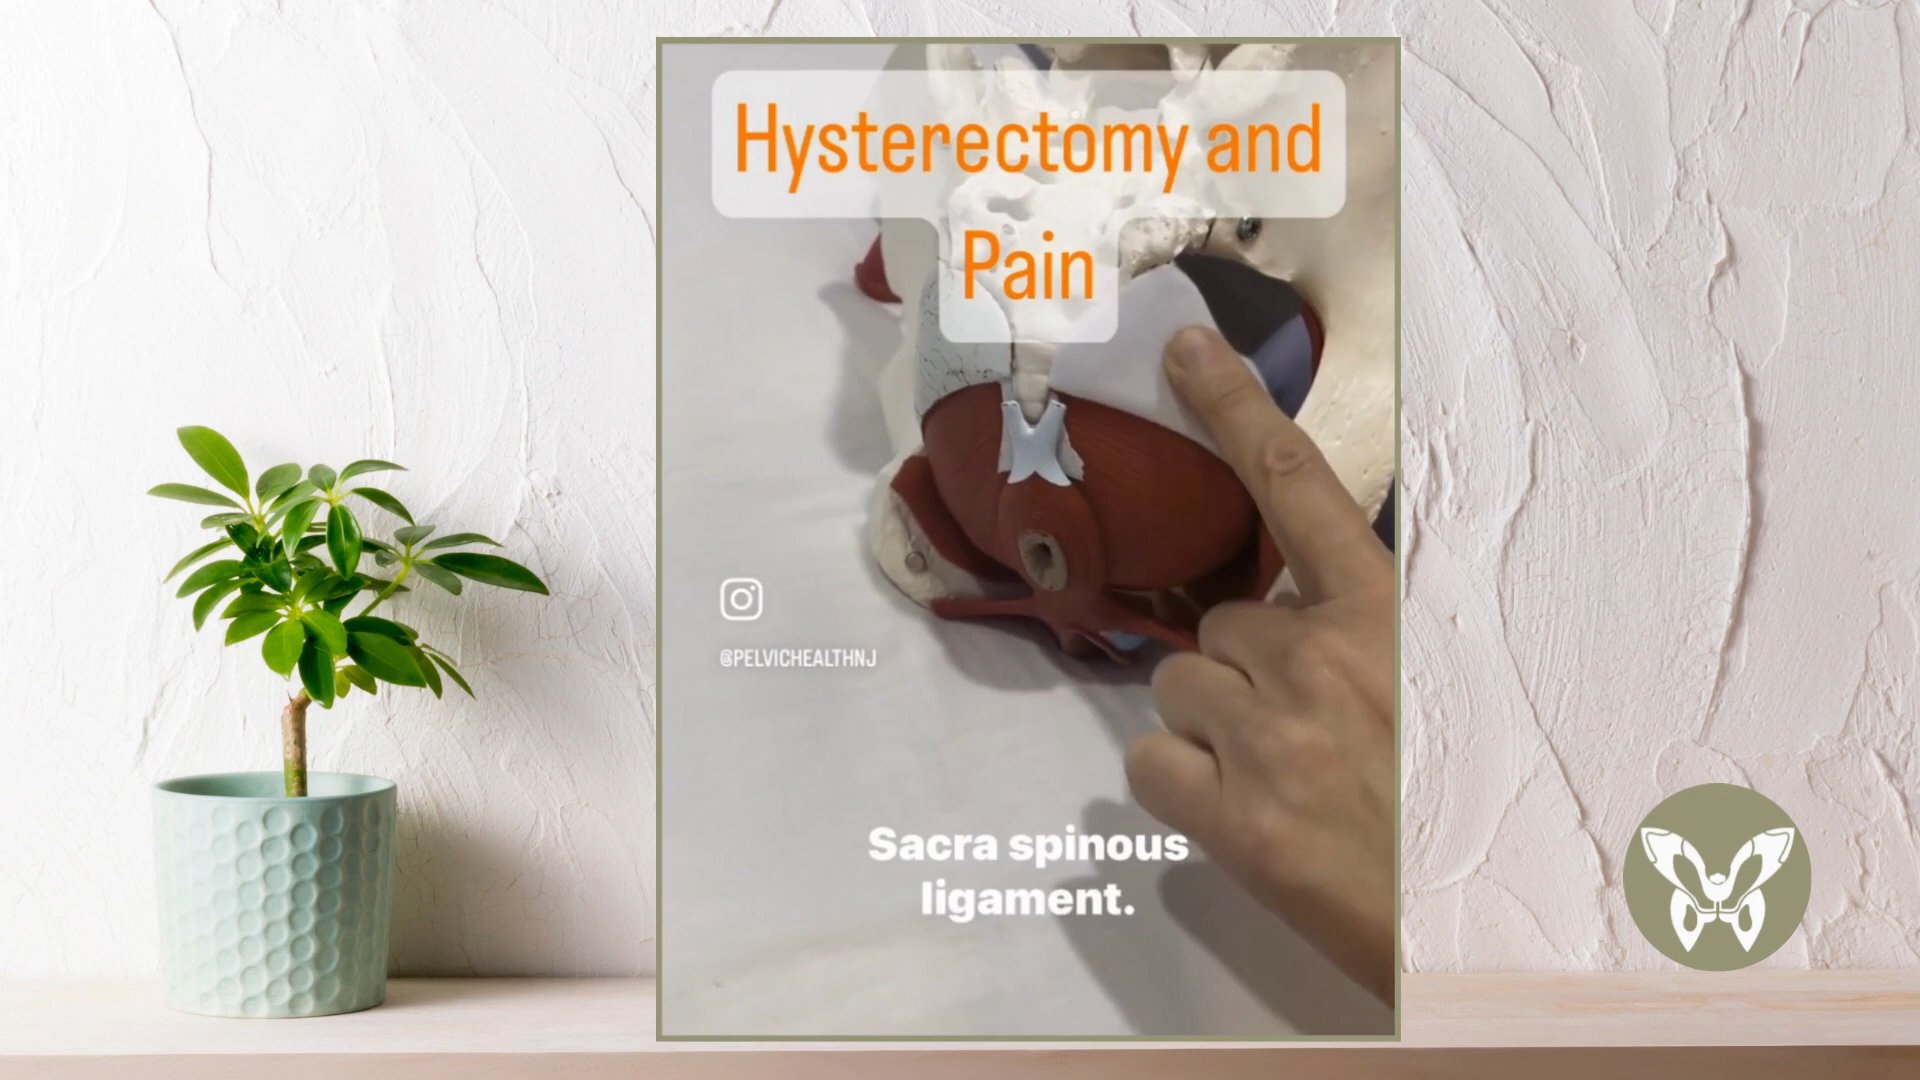 Hysterectomy and
Pain
@PELVICHEALTHNJ
Sacra spinous
ligament.